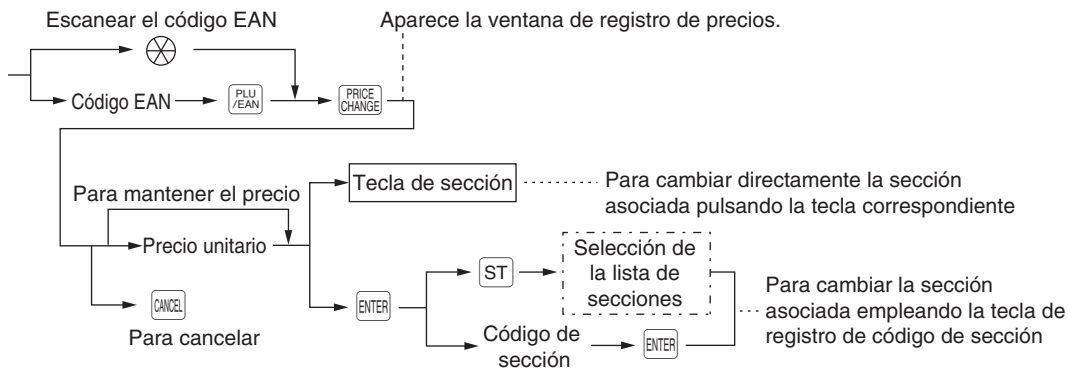 Escanear el código EAN
Aparece la ventana de registro de precios.
Código EAN
PLU
/EAN
PRICE
CHANGE
Para mantener el precio
Tecla de sección
Para cambiar directamente la sección
asociada pulsando la tecla correspondiente
Precio unitario
CANCEL
Para cancelar
ENTER
ST
Selección de
la lista de
secciones
Código de
sección
ENTER
Para cambiar la sección
asociada empleando la tecla de
registro de código de sección